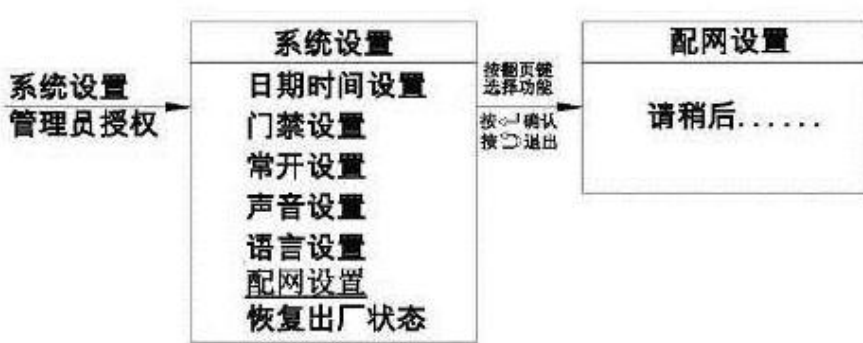 系统设置
管理员授权
系统设置
日期时间设置
门禁设置
常开设置
声音设置
语言设置
配网设置
恢复出厂状态
按翻页键
选择功能
按 确认
按 退出
配网设置
请稍后......